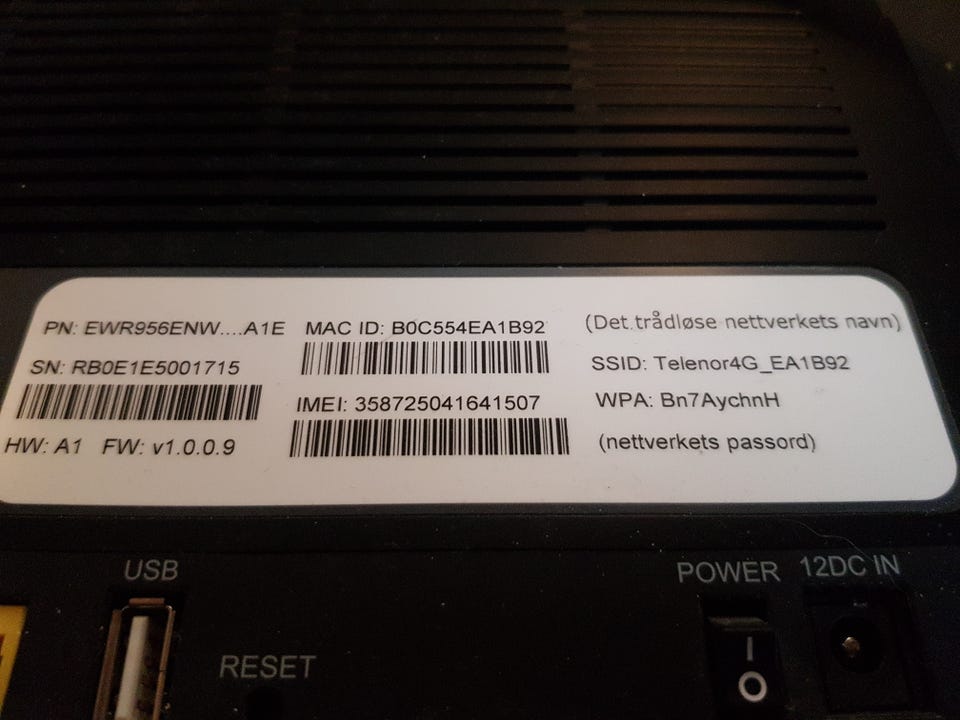 PN: EWR956ENW....A1E
SN: RB0E1E5001715
HW: A1 FW: v1.0.0.9
MAC ID: B0C554EA1B92
IMEI: 358725041641507
(Det trådløse nettverkets navn)
SSID: Telenor4G_EA1B92
WPA: Bn7AychnH
(nettverkets passord)
USB
RESET
POWER
12DC IN
I
O